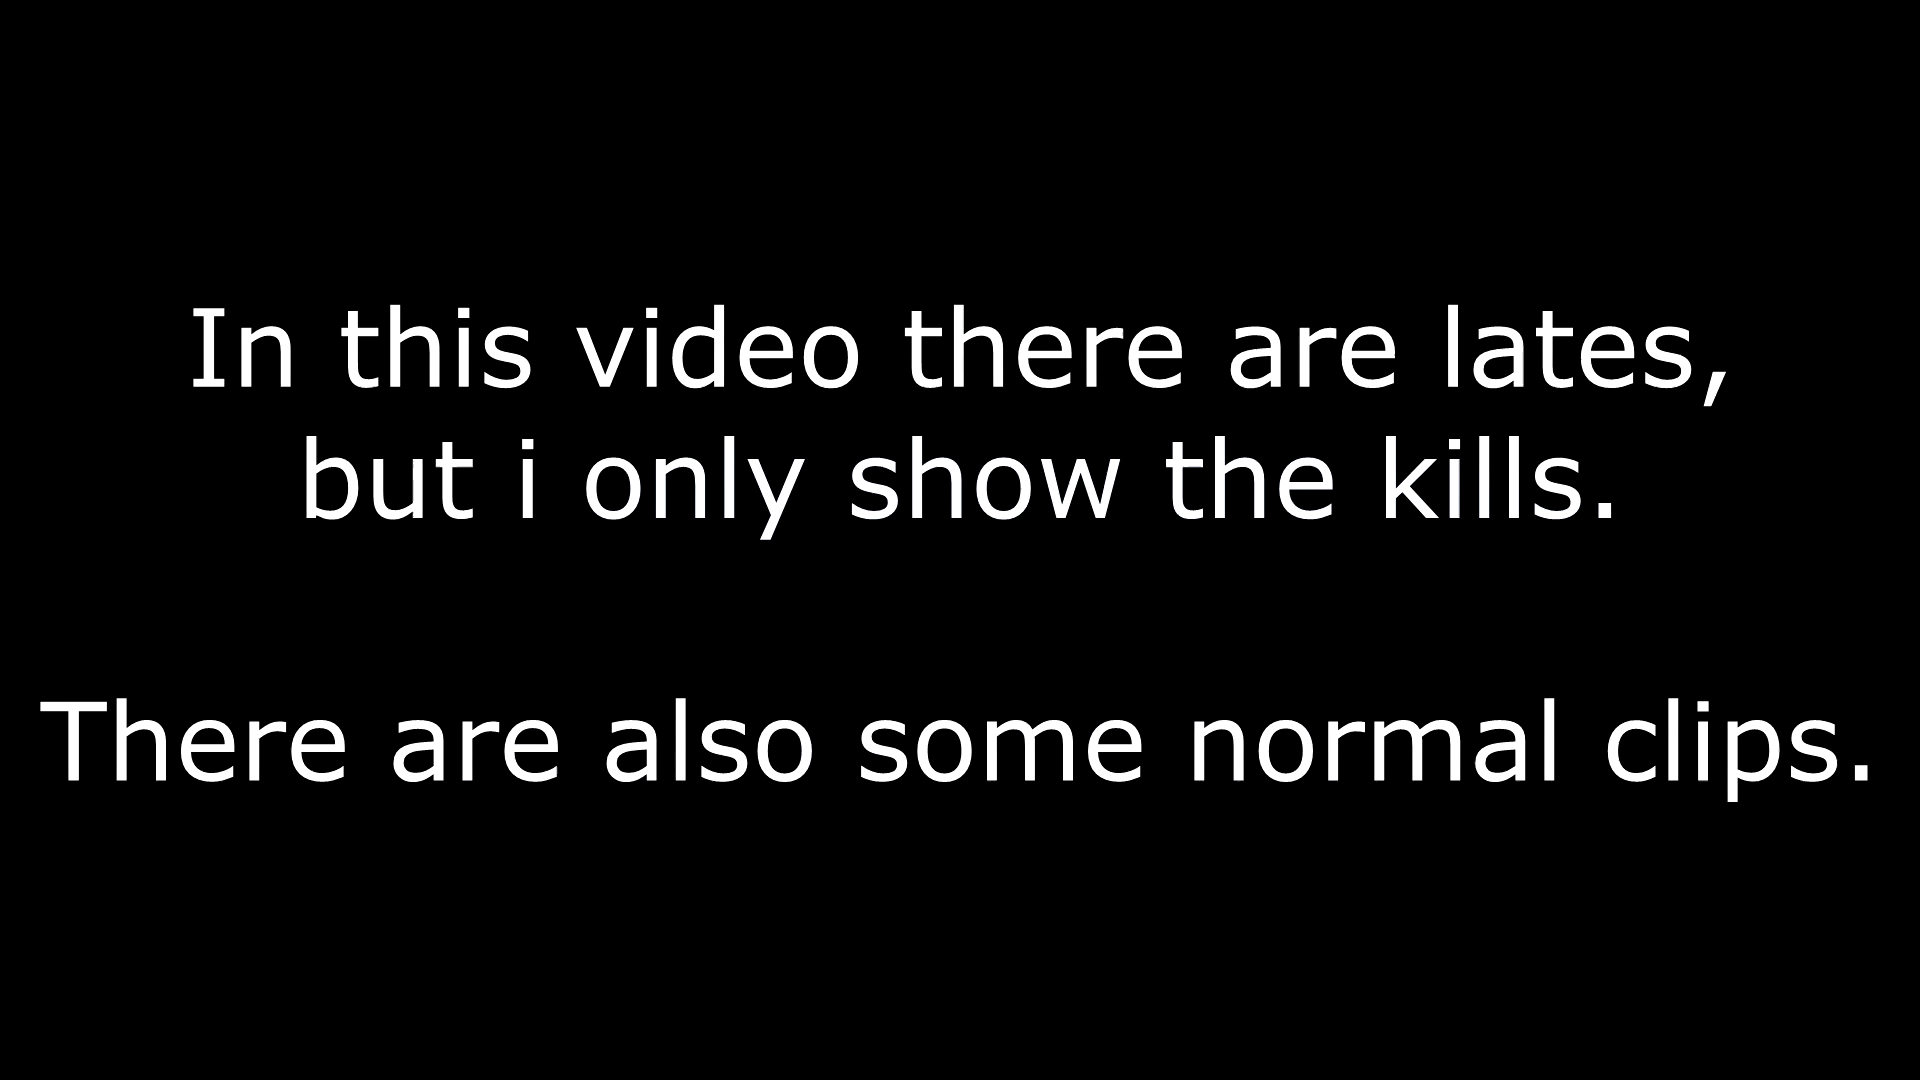 In this video there are lates,
but i only show the kills.
There are also some normal clips.